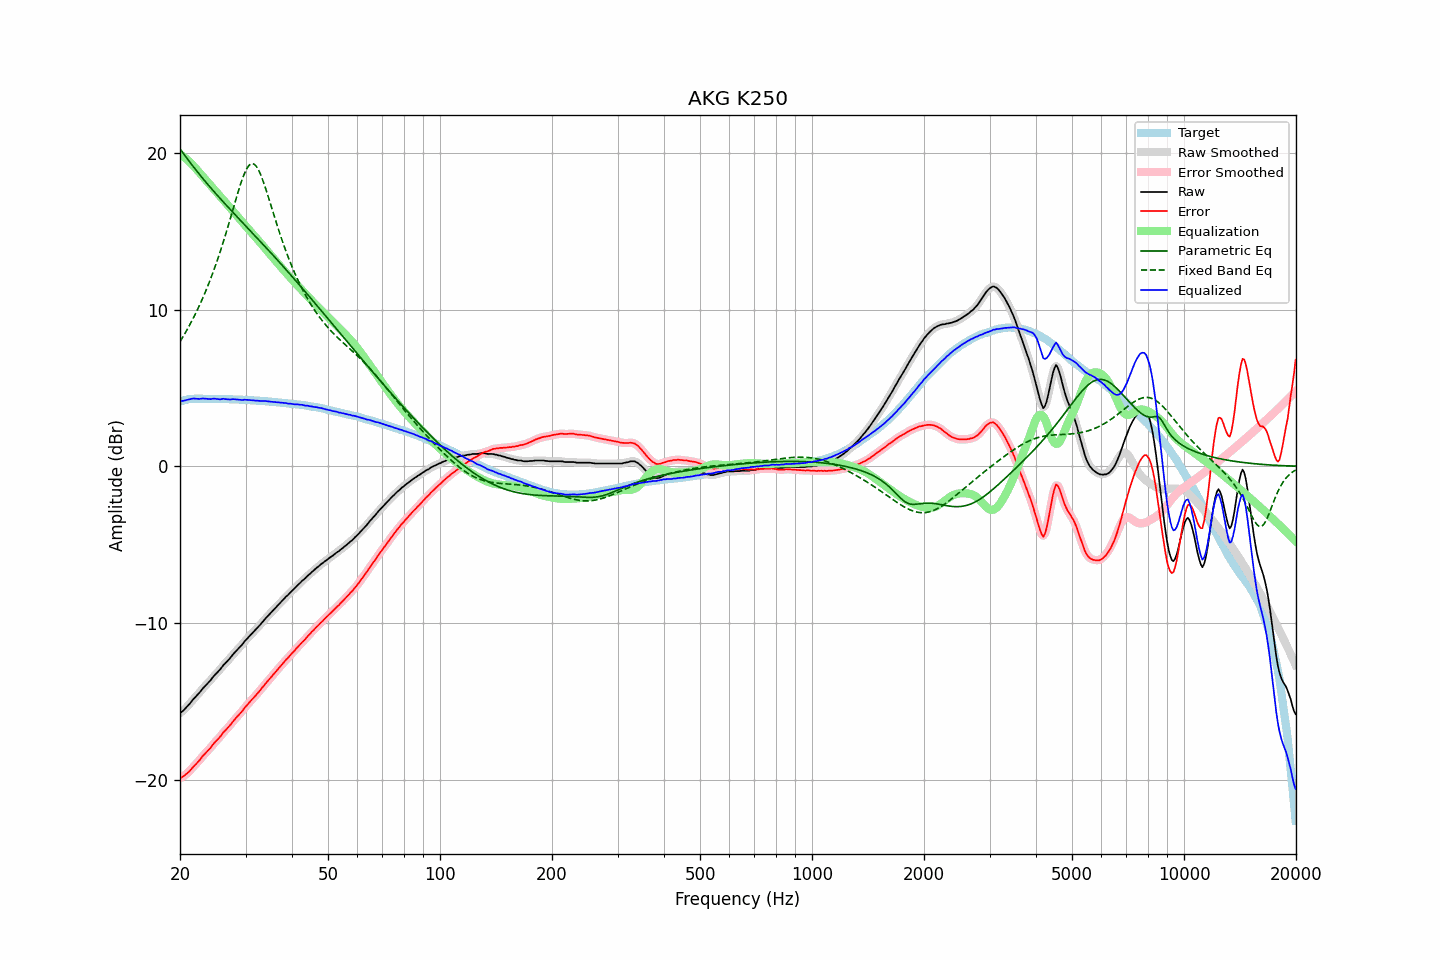 AKG K250
Amplitude (dBr)
20
10
0
−10
−20
Target
Raw Smoothed
Error Smoothed
Raw
Error
Equalization
Parametric Eq
Fixed Band Eq
Equalized
20 50 100 200 500 1000 2000 5000 10000 20000
Frequency (Hz)